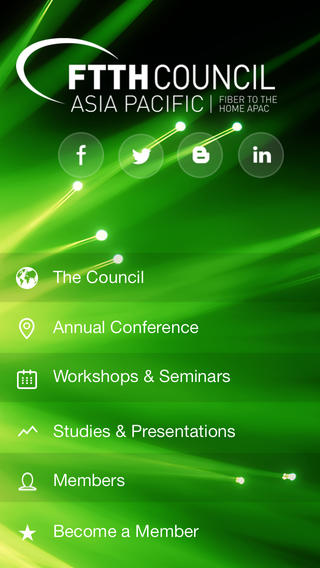 FTTH COUNCIL
ASIA PACIFIC | FIBER TO THE
HOME APAC
The Council
Annual Conference
Workshops & Seminars
Studies & Presentations
Members
Become a Member